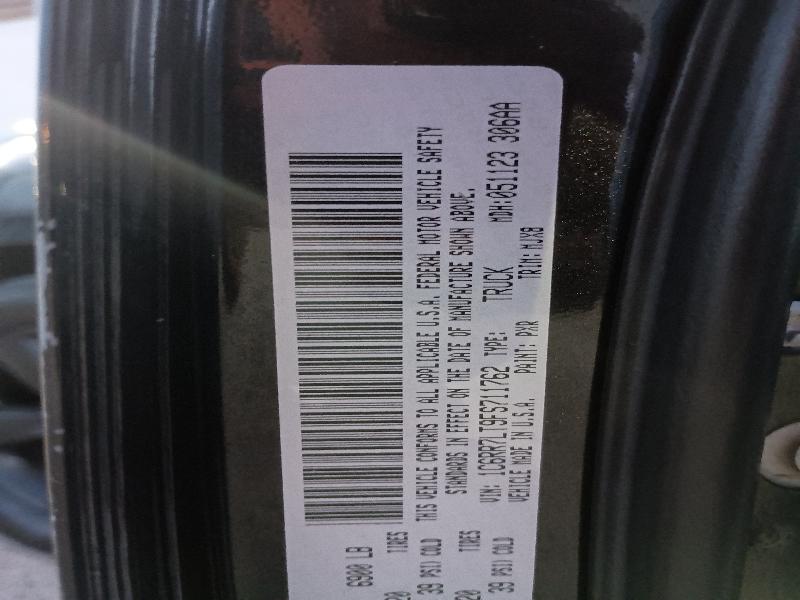 6900 LB
TIRES
20
39 PSI COLD
THIS VEHICLE CONFORMS TO ALL APPLICABLE U.S.A. FEDERAL MOTOR VEHICLE SAFETY
STANDARDS IN EFFECT ON THE DATE OF MANUFACTURE SHOWN ABOVE.
TIRES
20
39 PSI COLD
VIN: 1C6RR7LT9FS711762 TYPE: TRUCK MDH:051123 306AA
VEHICLE MADE IN U.S.A. PAINT: PXR TRIM: MJX8